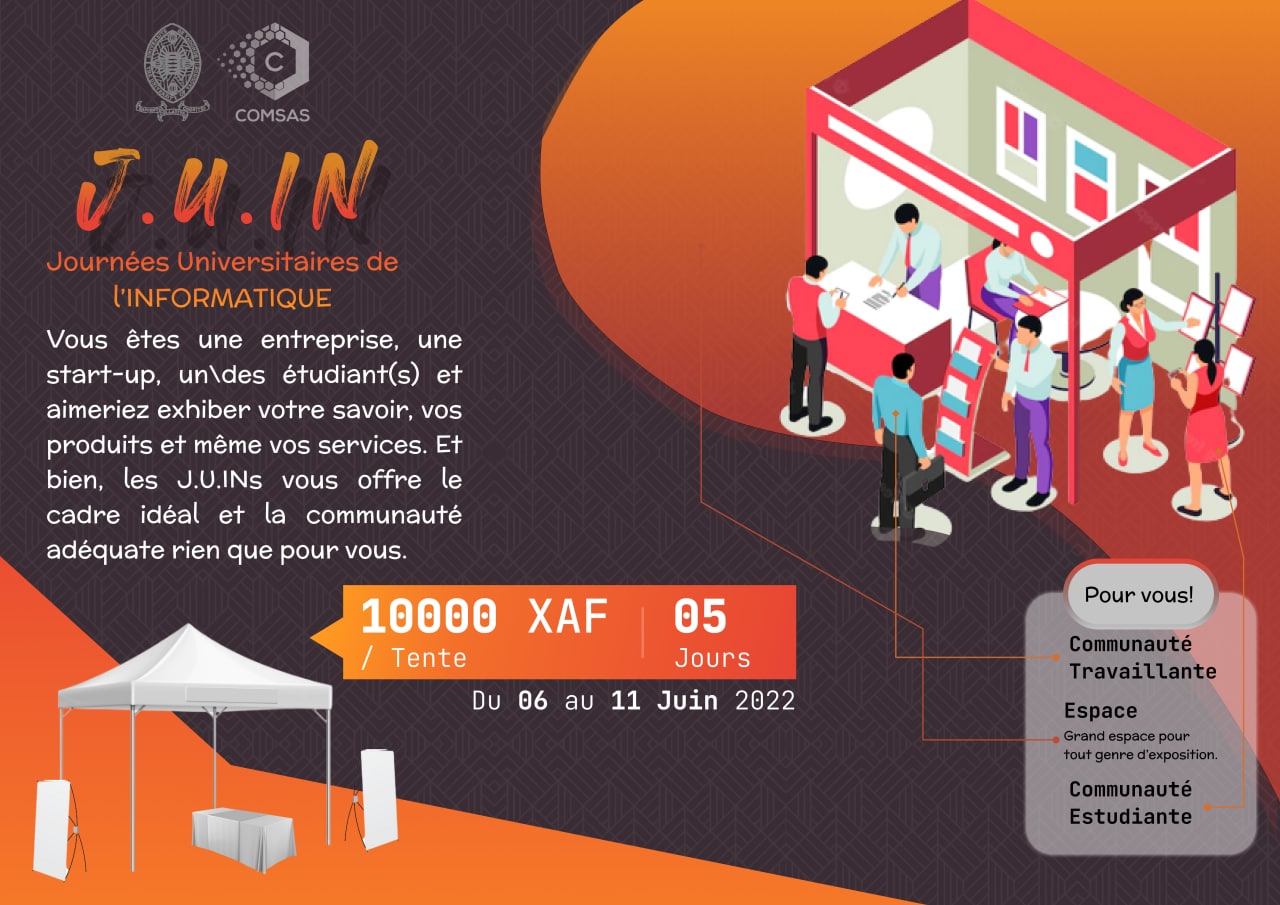 COMSAS
J.U.IN
Journées Universitaires de
l'INFORMATIQUE
Vous êtes une entreprise, une
start-up, un\des étudiant(s) et
aimeriez exhiber votre savoir, vos
produits et même vos services. Et
bien, les J.U.INs vous offre le
cadre idéal et la communauté
adéquate rien que pour vous.
10000 XAF
/ Tente
05
Jours
Du 06 au 11 Juin 2022
Pour vous!
Communauté
Travaillante
Espace
Grand espace pour
tout genre d'exposition.
Communauté
Estudiante